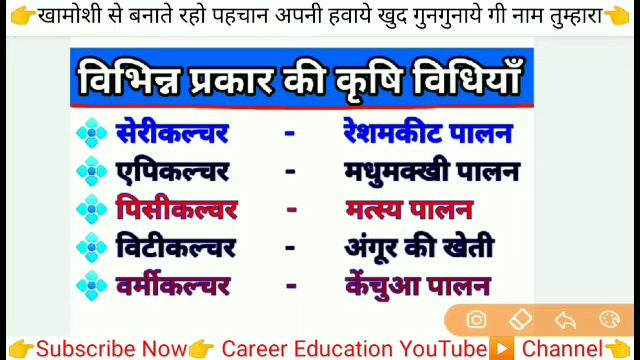 👉खामोशी से बनाते रहो पहचान अपनी हवाये खुद गुनगुनाये गी नाम तुम्हारा👈
विभिन्न प्रकार की कृषि विधियाँ
💠 सेरीकल्चर - रेशमकीट पालन
💠 एपिकल्चर - मधुमक्खी पालन
💠 पिसीकल्चर - मत्स्य पालन
💠 विटीकल्चर - अंगूर की खेती
💠 वर्मीकल्चर - केंचुआ पालन
👉Subscribe Now👉 Career Education YouTube▶️ Channel👈